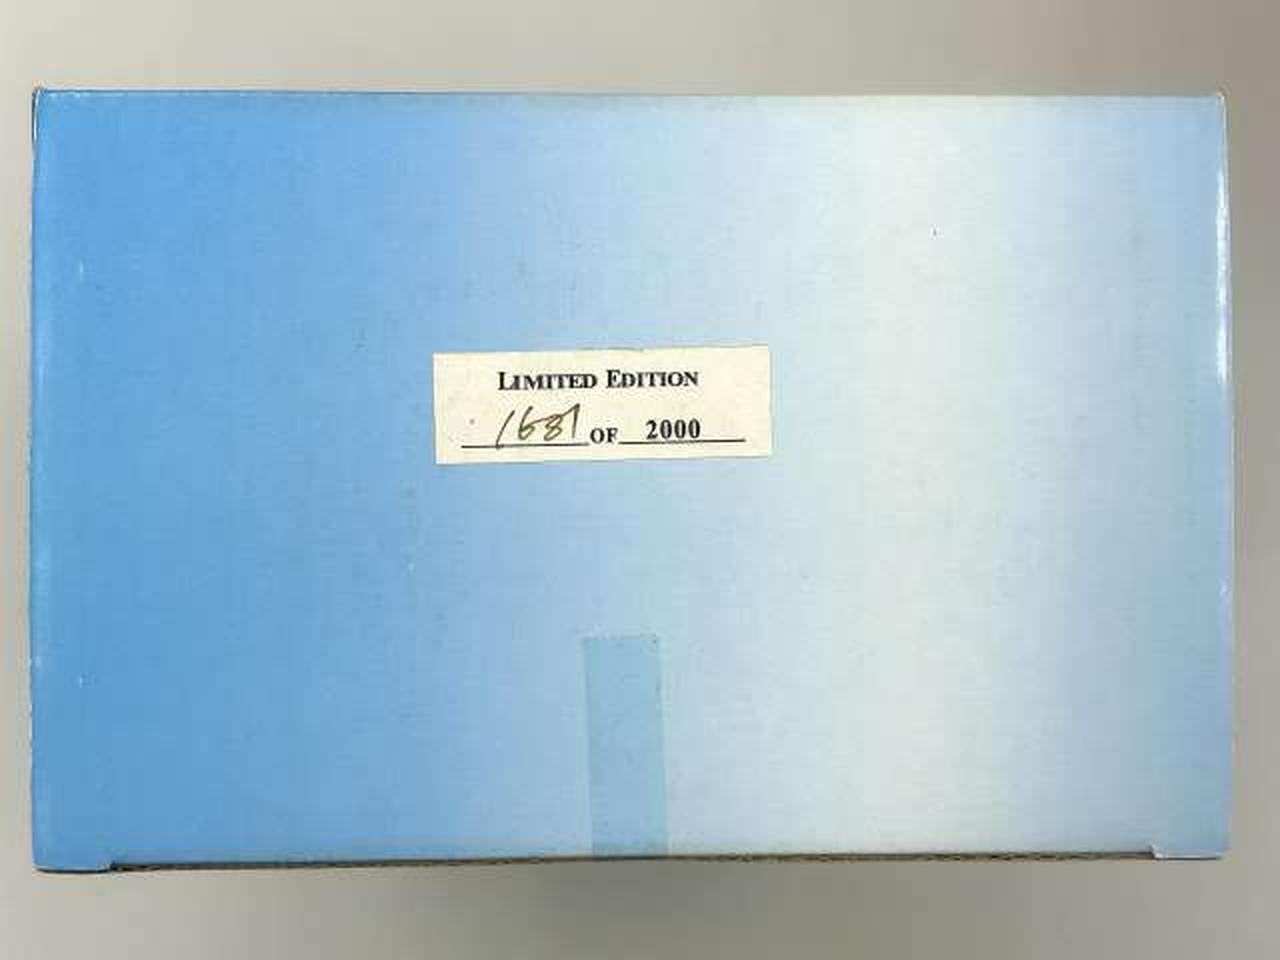 LIMITED EDITION
1681 OF 2000